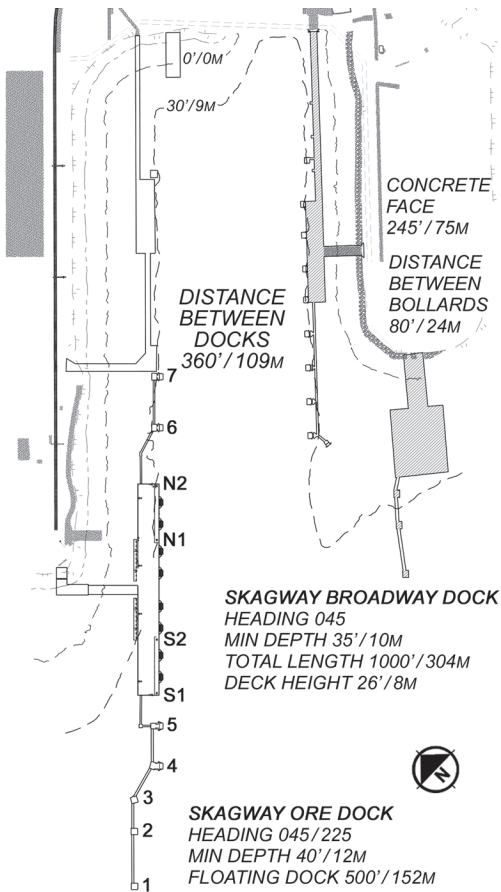 0'/0M
30'/9M
CONCRETE
FACE
245'/75M
DISTANCE
BETWEEN
BOLLARDS
80'/24M
DISTANCE
BETWEEN
DOCKS
360'/109M
7
6
N2
N1
S2
S1
5
4
3
2
1
SKAGWAY BROADWAY DOCK
HEADING 045
MIN DEPTH 35'/10M
TOTAL LENGTH 1000'/304M
DECK HEIGHT 26'/8M
N
SKAGWAY ORE DOCK
HEADING 045/225
MIN DEPTH 40'/12M
FLOATING DOCK 500'/152M